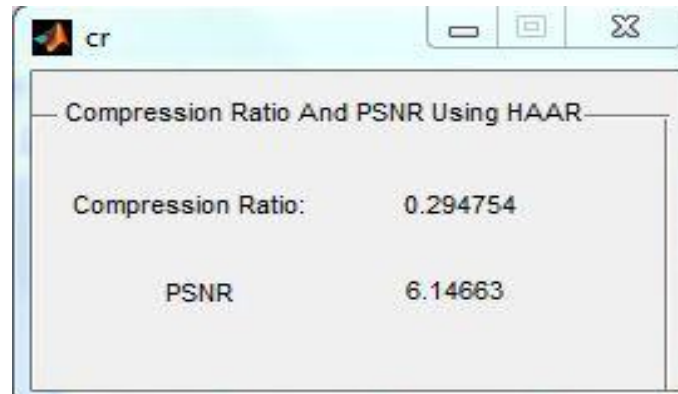 cr
Compression Ratio And PSNR Using HAAR
Compression Ratio: 0.294754
PSNR 6.14663